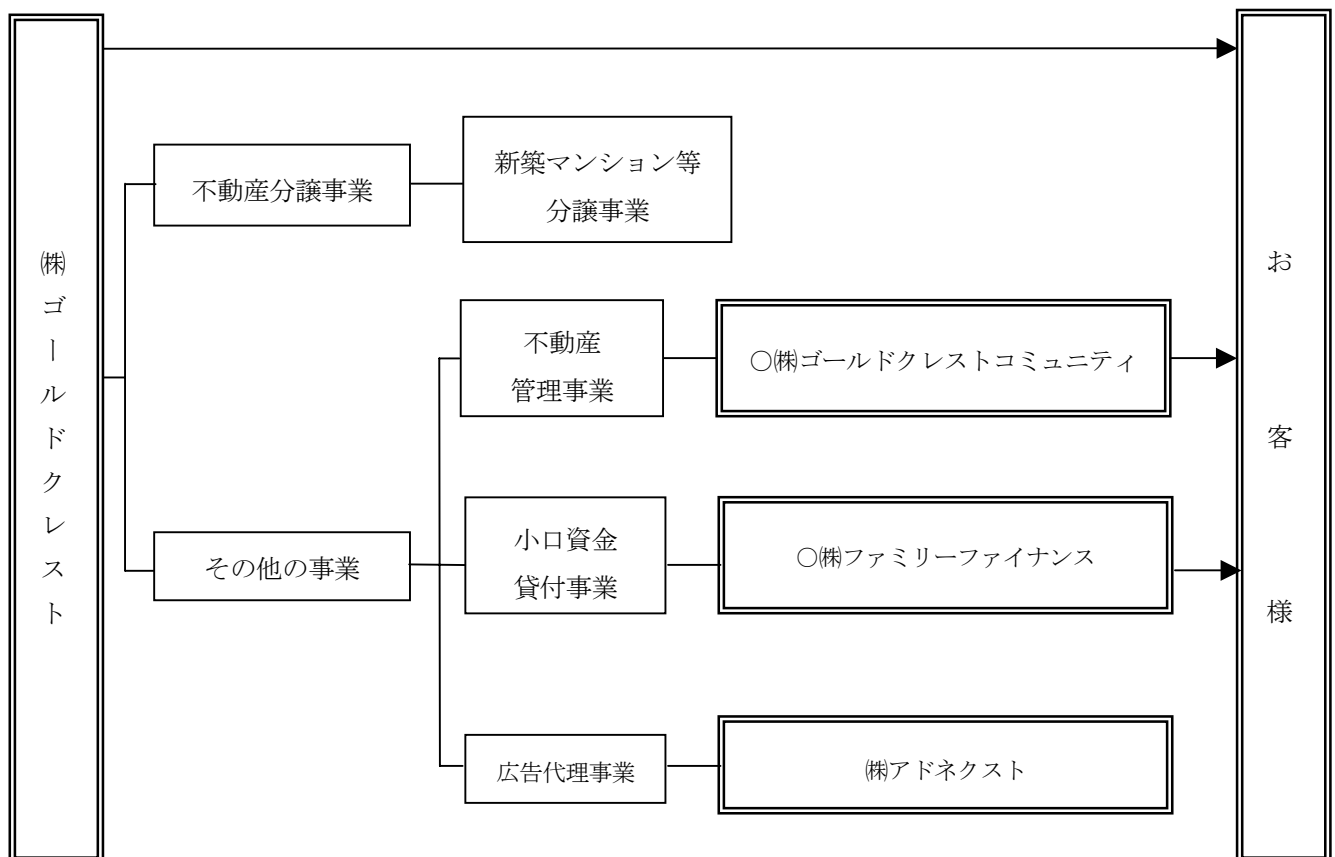 ㈱ゴールドクレスト
不動産分譲事業
新築マンション等
分譲事業
その他の事業
不動産
管理事業
○㈱ゴールドクレストコミュニティ
小口資金
貸付事業
○㈱ファミリーファイナンス
広告代理事業
㈱アドネクスト
お客様